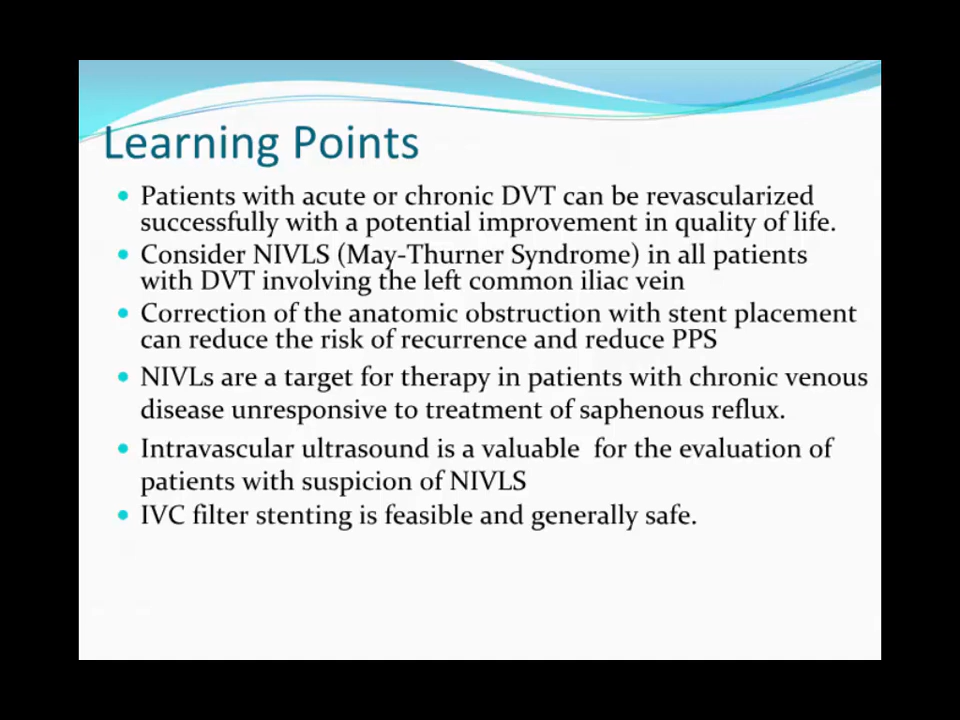 Learning Points
• Patients with acute or chronic DVT can be revascularized
successfully with a potential improvement in quality of life.
• Consider NIVLS (May-Thurner Syndrome) in all patients
with DVT involving the left common iliac vein
• Correction of the anatomic obstruction with stent placement
can reduce the risk of recurrence and reduce PPS
• NIVLs are a target for therapy in patients with chronic venous
disease unresponsive to treatment of saphenous reflux.
• Intravascular ultrasound is a valuable  for the evaluation of
patients with suspicion of NIVLS
• IVC filter stenting is feasible and generally safe.